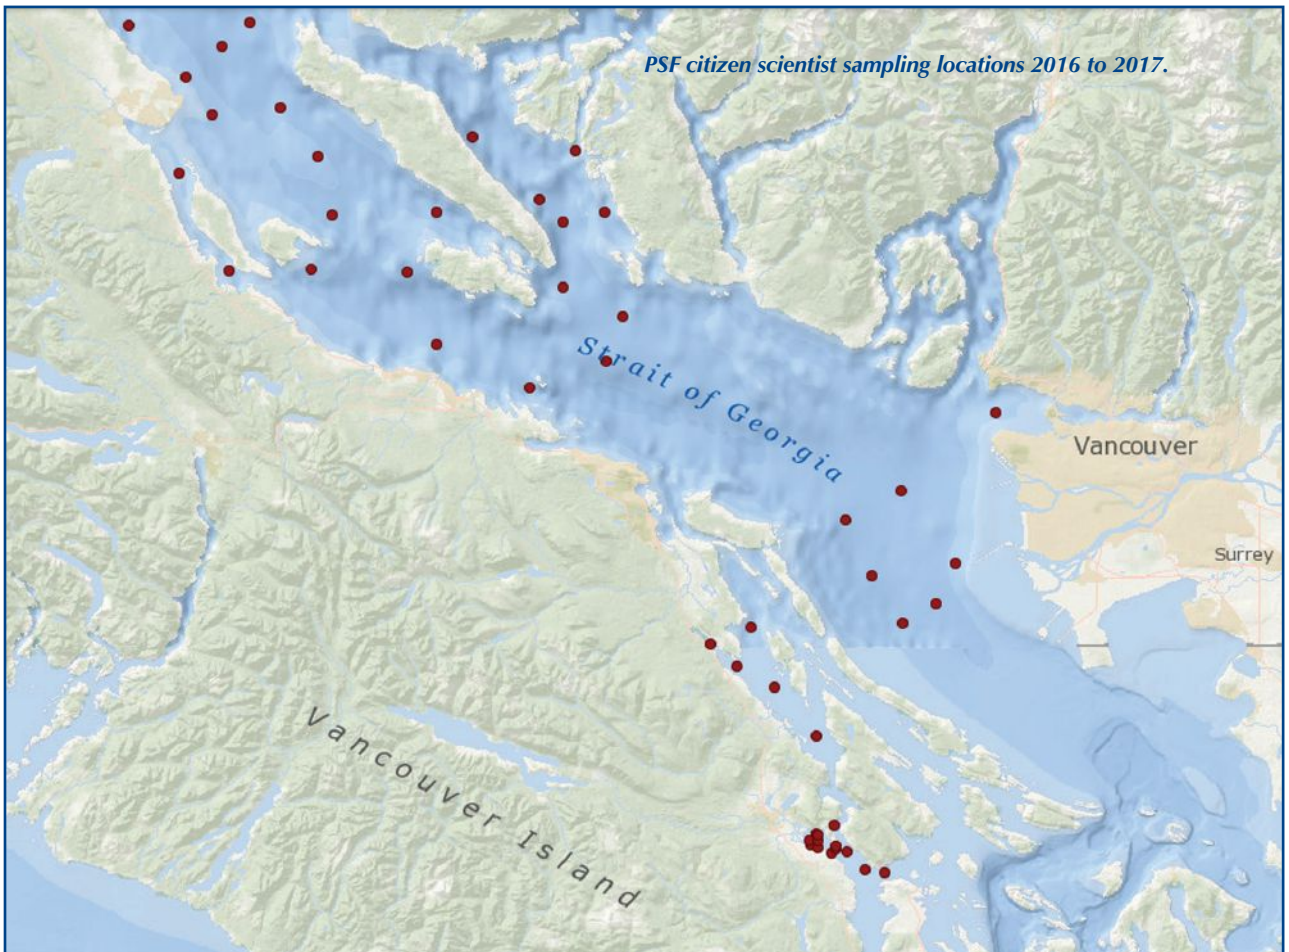 PSF citizen scientist sampling locations 2016 to 2017.
Strait of Georgia
Vancouver
Surrey
Vancouver Island